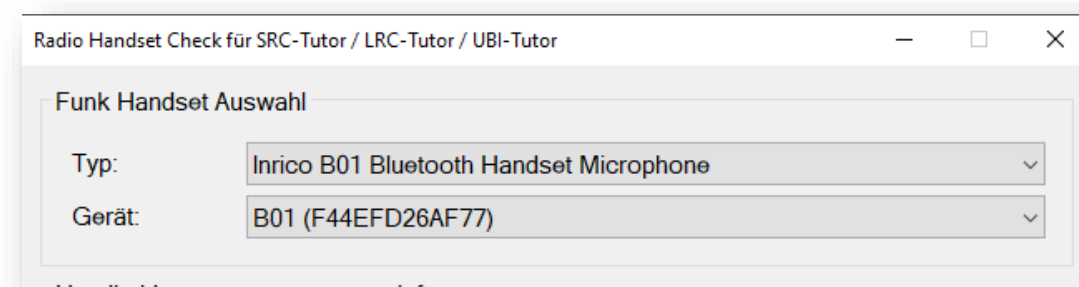 Radio Handset Check für SRC-Tutor / LRC-Tutor / UBI-Tutor
Funk Handset Auswahl
Typ: Inrico B01 Bluetooth Handset Microphone
Gerät: B01 (F44EFD26AF77)